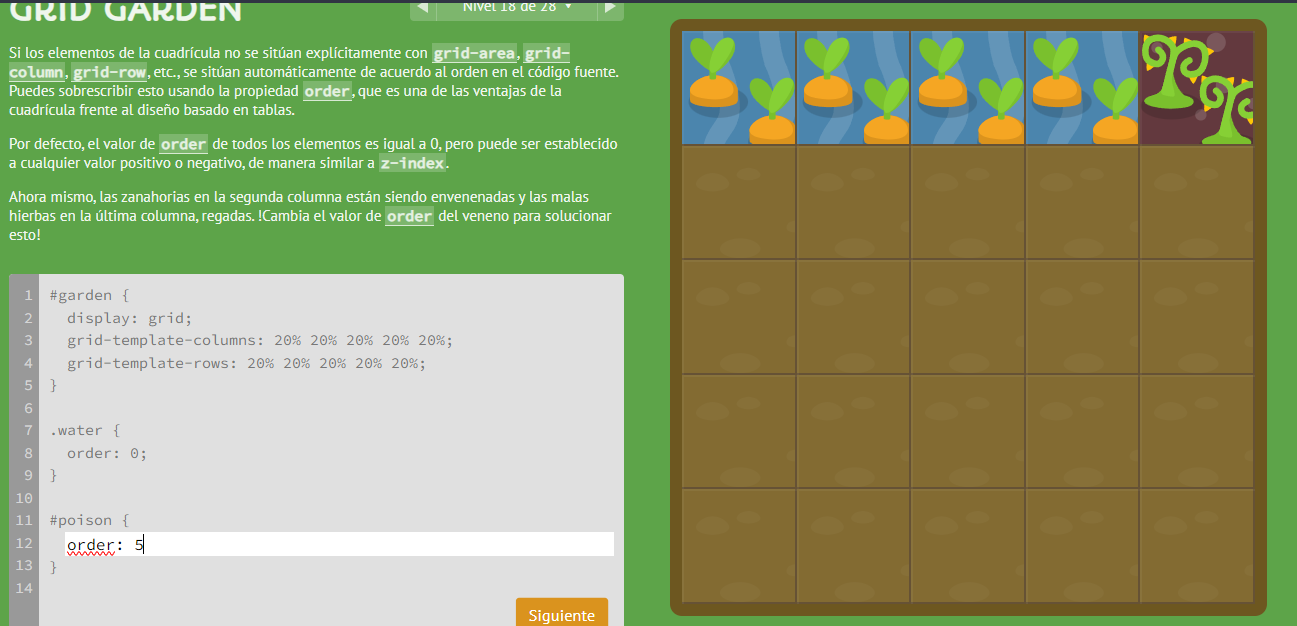 GRID GARDEN
Nivel 18 de 28
Si los elementos de la cuadrícula no se sitúan explícitamente con grid-area, grid-
column, grid-row, etc., se sitúan automáticamente de acuerdo al orden en el código fuente.
Puedes sobrescribir esto usando la propiedad order, que es una de las ventajas de la
cuadrícula frente al diseño basado en tablas.
Por defecto, el valor de order de todos los elementos es igual a 0, pero puede ser establecido
a cualquier valor positivo o negativo, de manera similar a z-index.
Ahora mismo, las zanahorias en la segunda columna están siendo envenenadas y las malas
hierbas en la última columna, regadas. !Cambia el valor de order del veneno para solucionar
esto!
1 #garden {
2 display: grid;
3 grid-template-columns: 20% 20% 20% 20% 20%;
4 grid-template-rows: 20% 20% 20% 20% 20%;
5 }
6
7 .water {
8 order: 0;
9 }
10
11 #poison {
12 order: 5
13 }
14
Siguiente